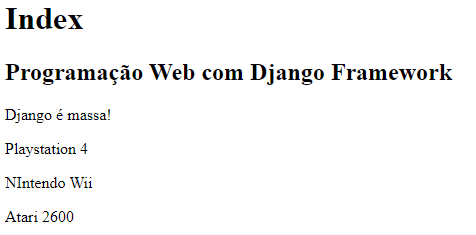 Index
Programação Web com Django Framework
Django é massa!
Playstation 4
NIntendo Wii
Atari 2600